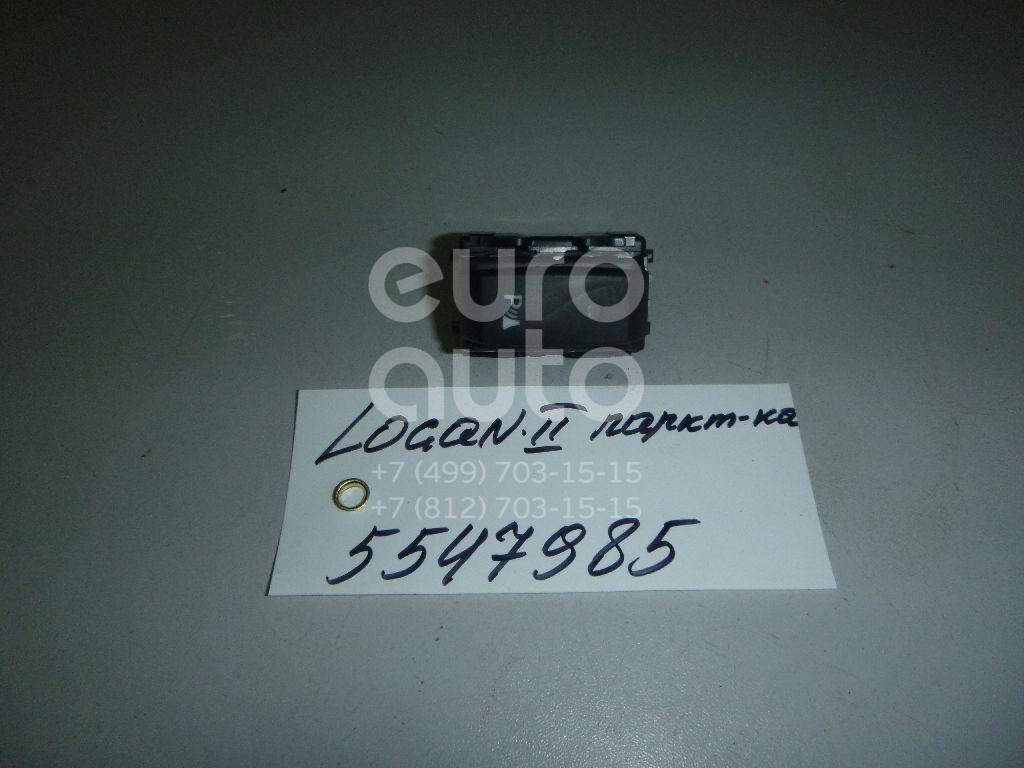 euro
auto
P
LOGAN·II паркт-ка
+7 (499) 703-15-15
+7 (812) 703-15-15
5547985